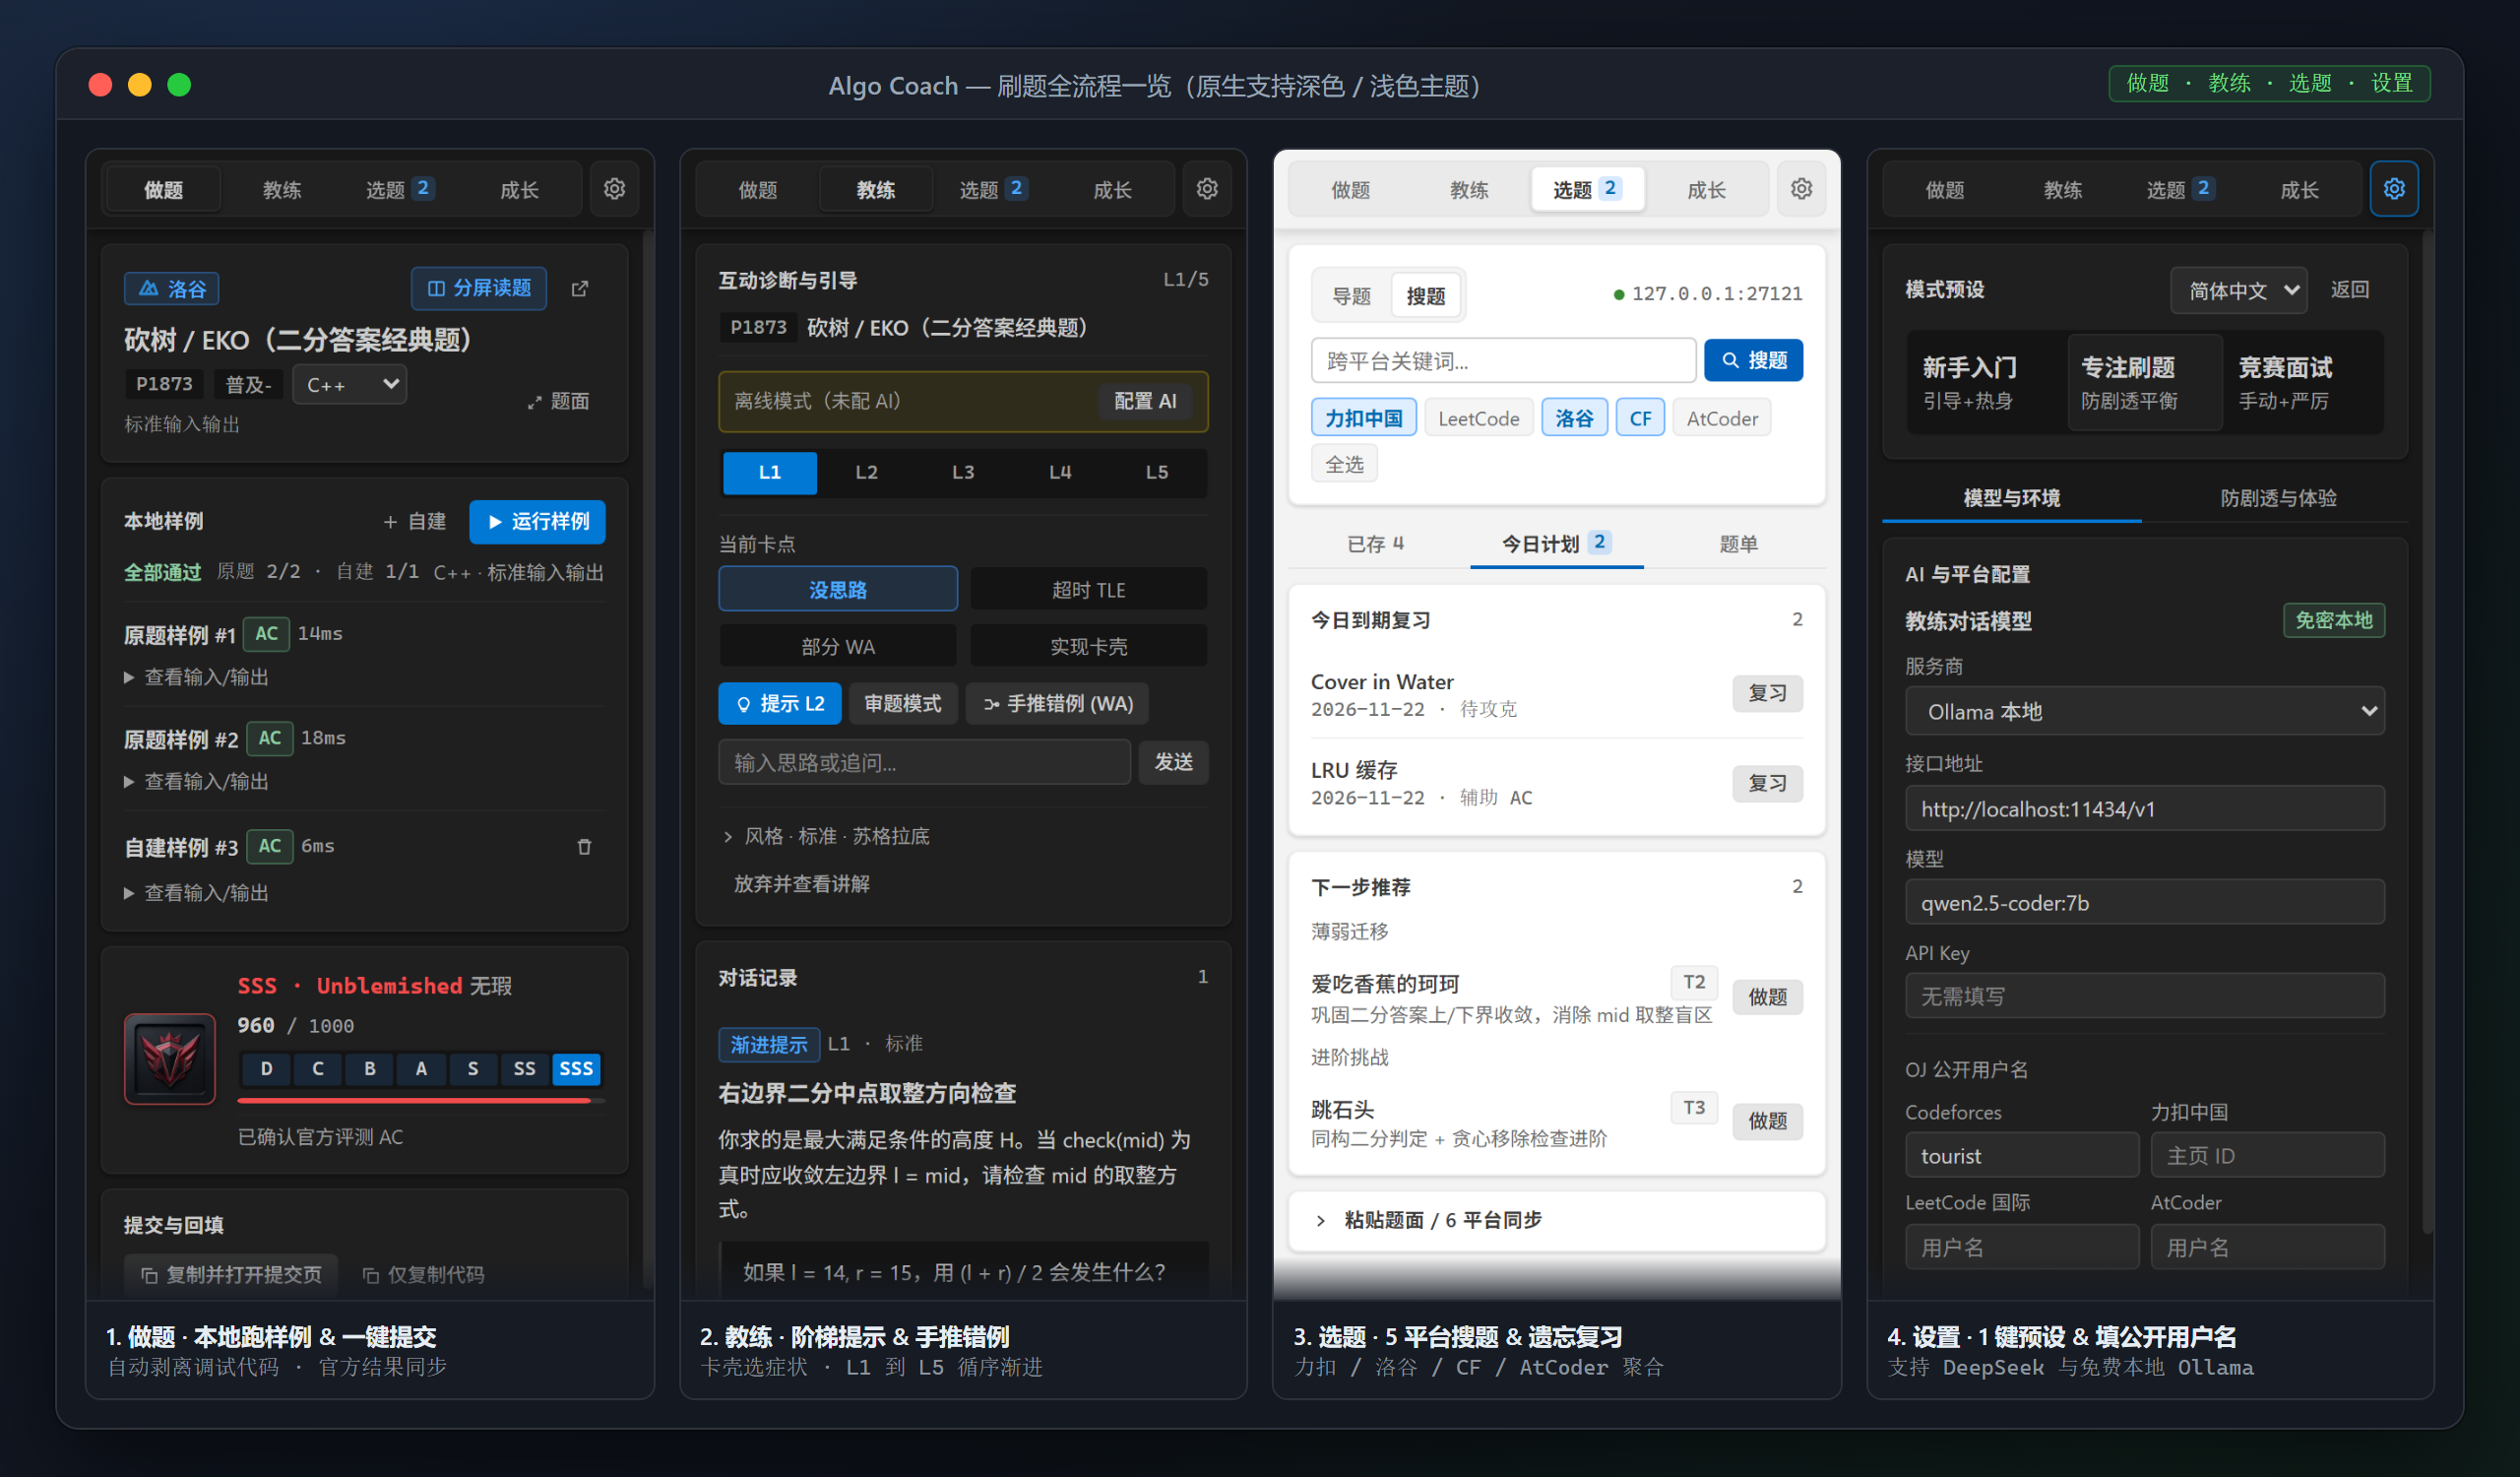 Algo Coach — 刷题全流程一览（原生支持深色 / 浅色主题）
做题 · 教练 · 选题 · 设置
做题 教练 选题 2 成长
洛谷 分屏读题
砍树 / EKO（二分答案经典题）
P1873 普及- C++ 题面
标准输入输出
本地样例 + 自建 运行样例
全部通过 原题 2/2 · 自建 1/1 C++ · 标准输入输出
原题样例 #1 AC 14ms
查看输入/输出
原题样例 #2 AC 18ms
查看输入/输出
自建样例 #3 AC 6ms
查看输入/输出
SSS · Unblemished 无瑕
960 / 1000
D C B A S SS SSS
已确认官方评测 AC
提交与回填
复制并打开提交页 仅复制代码
1. 做题 · 本地跑样例 & 一键提交
自动剥离调试代码 · 官方结果同步
做题 教练 选题 2 成长
互动诊断与引导 L1/5
P1873 砍树 / EKO（二分答案经典题）
离线模式（未配 AI） 配置 AI
L1 L2 L3 L4 L5
当前卡点
没思路 超时 TLE
部分 WA 实现卡壳
提示 L2 审题模式 手推错例 (WA)
输入思路或追问... 发送
风格 · 标准 · 苏格拉底
放弃并查看讲解
对话记录 1
渐进提示 L1 · 标准
右边界二分中点取整方向检查
你求的是最大满足条件的高度 H。当 check(mid) 为
真时应收敛左边界 l = mid，请检查 mid 的取整方
式。
如果 l = 14, r = 15，用 (l + r) / 2 会发生什么？
2. 教练 · 阶梯提示 & 手推错例
卡壳选症状 · L1 到 L5 循序渐进
做题 教练 选题 2 成长
导题 搜题 127.0.0.1:27121
跨平台关键词... 搜题
力扣中国 LeetCode 洛谷 CF AtCoder
全选
已存 4 今日计划 2 题单
今日到期复习 2
Cover in Water
2026-11-22 · 待攻克 复习
LRU 缓存
2026-11-22 · 辅助 AC 复习
下一步推荐 2
薄弱迁移
爱吃香蕉的珂珂 T2 做题
巩固二分答案上/下界收敛，消除 mid 取整盲区
进阶挑战
跳石头 T3 做题
同构二分判定 + 贪心移除检查进阶
粘贴题面 / 6 平台同步
3. 选题 · 5 平台搜题 & 遗忘复习
力扣 / 洛谷 / CF / AtCoder 聚合
做题 教练 选题 2 成长
模式预设 简体中文 返回
新手入门 专注刷题 竞赛面试
引导+热身 防剧透平衡 手动+严厉
模型与环境 防剧透与体验
AI 与平台配置
教练对话模型 免密本地
服务商
Ollama 本地
接口地址
http://localhost:11434/v1
模型
qwen2.5-coder:7b
API Key
无需填写
OJ 公开用户名
Codeforces 力扣中国
tourist 主页 ID
LeetCode 国际 AtCoder
用户名 用户名
4. 设置 · 1 键预设 & 填公开用户名
支持 DeepSeek 与免费本地 Ollama